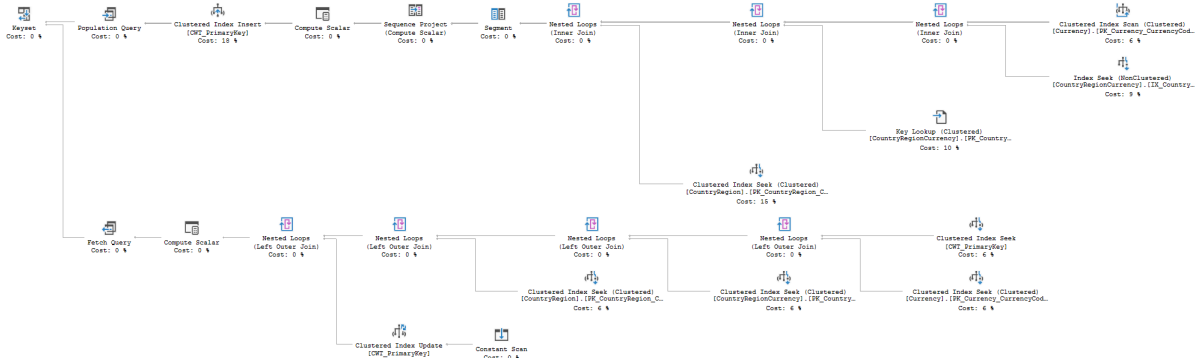 Keyset
Cost: 0 %
Population Query
Cost: 0 %
Clustered Index Insert
[CWT_PrimaryKey]
Cost: 18 %
Compute Scalar
Cost: 0 %
Sequence Project
(Compute Scalar)
Cost: 0 %
Segment
Cost: 0 %
Nested Loops
(Inner Join)
Cost: 0 %
Nested Loops
(Inner Join)
Cost: 0 %
Nested Loops
(Inner Join)
Cost: 0 %
Clustered Index Scan (Clustered)
[Currency].[PK_Currency_CurrencyCod…
Cost: 6 %
Index Seek (NonClustered)
[CountryRegionCurrency].[IX_Country…
Cost: 9 %
Key Lookup (Clustered)
[CountryRegionCurrency].[PK_Country…
Cost: 10 %
Clustered Index Seek (Clustered)
[CountryRegion].[PK_CountryRegion_C…
Cost: 15 %
Fetch Query
Cost: 0 %
Compute Scalar
Cost: 0 %
Nested Loops
(Left Outer Join)
Cost: 0 %
Nested Loops
(Left Outer Join)
Cost: 0 %
Nested Loops
(Left Outer Join)
Cost: 0 %
Nested Loops
(Left Outer Join)
Cost: 0 %
Clustered Index Seek
[CWT_PrimaryKey]
Cost: 6 %
Clustered Index Seek (Clustered)
[CountryRegion].[PK_CountryRegion_C…
Cost: 6 %
Clustered Index Seek (Clustered)
[CountryRegionCurrency].[PK_Country…
Cost: 6 %
Clustered Index Seek (Clustered)
[Currency].[PK_Currency_CurrencyCod…
Cost: 6 %
Clustered Index Update
[CWT_PrimaryKey]
Constant Scan
Cost: 0 %